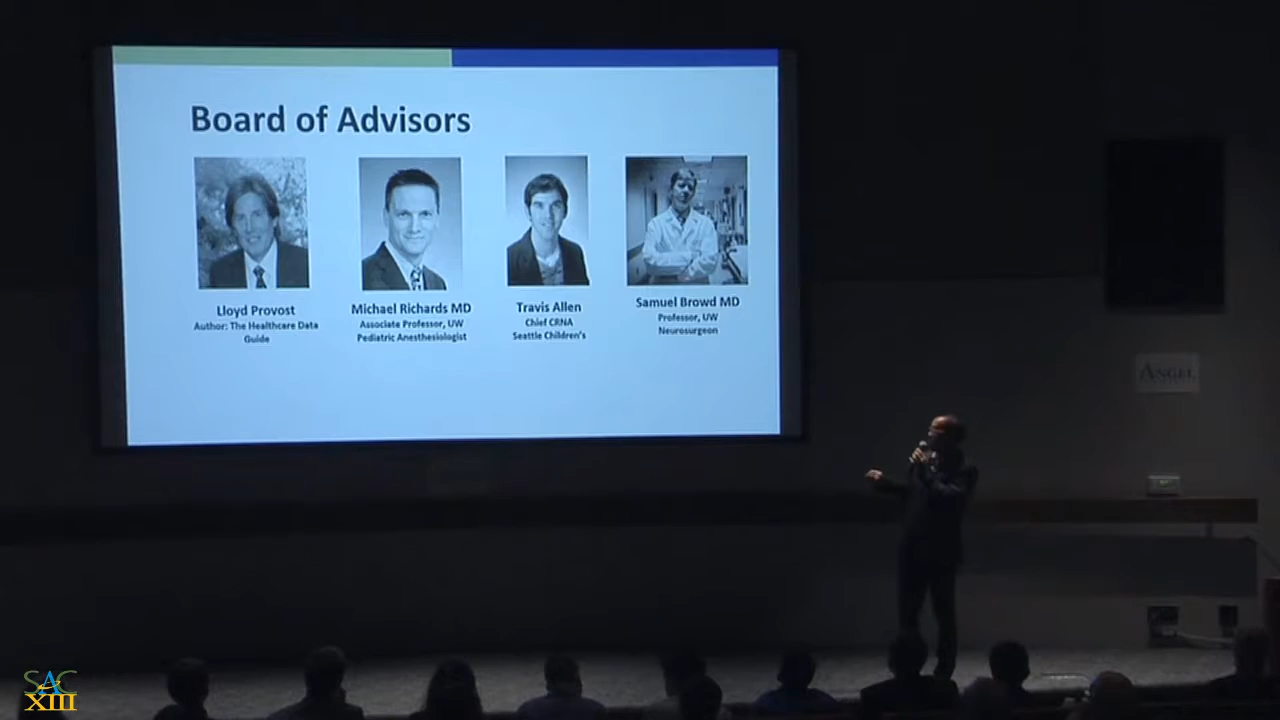 Board of Advisors
Lloyd Provost
Author: The Healthcare Data
Guide
Michael Richards MD
Associate Professor, UW
Pediatric Anesthesiologist
Travis Allen
Chief CRNA
Seattle Children's
Samuel Browd MD
Professor, UW
Neurosurgeon
ANGEL
SAC
XIII